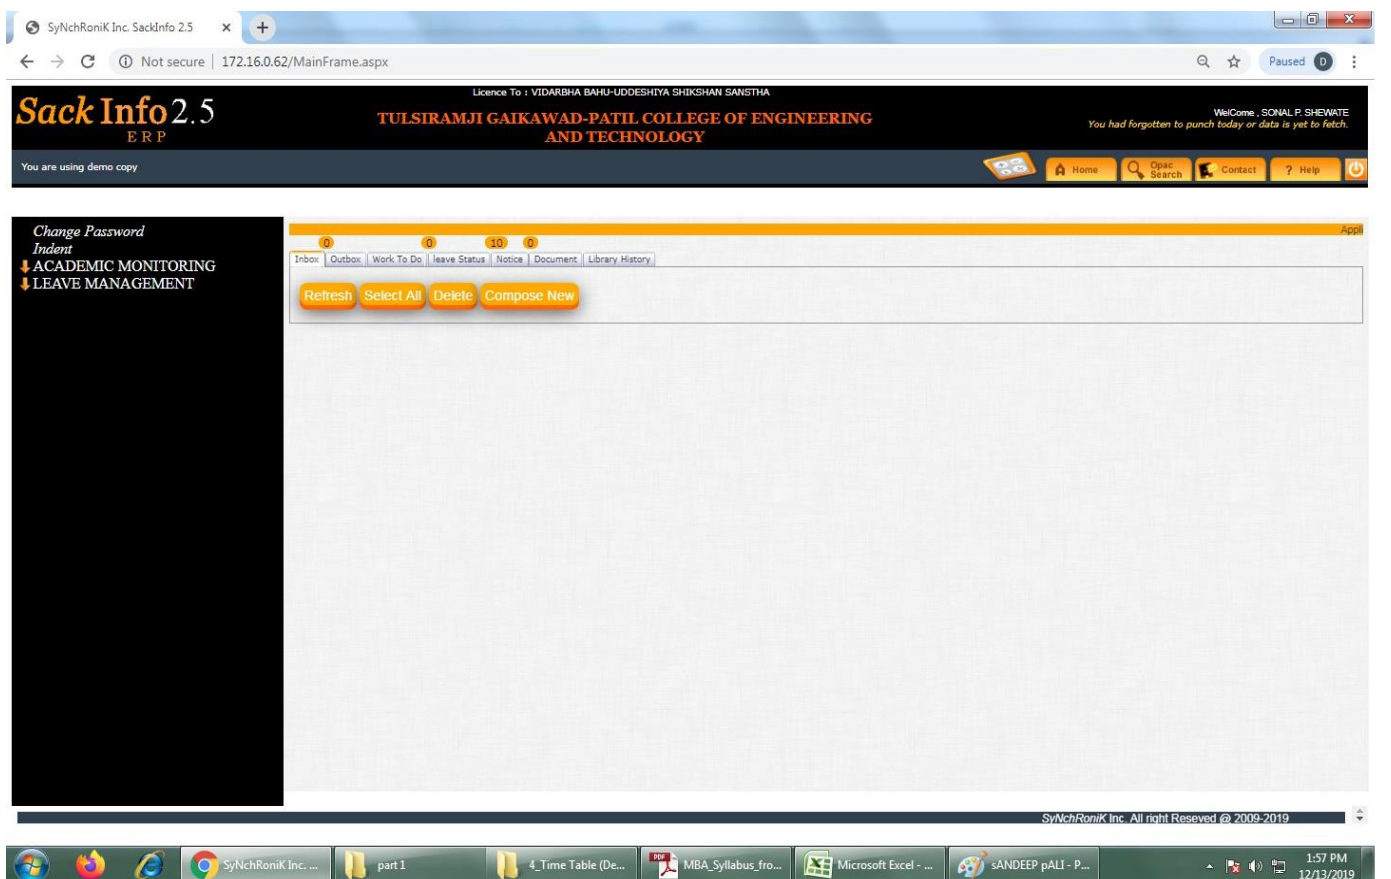 SyNchRoniK Inc. SackInfo 2.5
Not secure | 172.16.0.62/MainFrame.aspx
Paused D
Licence To : VIDARBHA BAHU-UDDESHIYA SHIKSHAN SANSTHA
Sack Info 2.5
ERP
TULSIRAMJI GAIKAWAD-PATIL COLLEGE OF ENGINEERING
AND TECHNOLOGY
WelCome , SONAL P. SHEWATE
You had forgotten to punch today or data is yet to fetch.
You are using demo copy
Home
Opac
Search
Contact
? Help
Change Password
Indent
ACADEMIC MONITORING
LEAVE MANAGEMENT
Appli
0 0 10 0
Inbox Outbox Work To Do leave Status Notice Document Library History
Refresh Select All Delete Compose New
SyNchRoniK Inc. All right Reseved @ 2009-2019
SyNchRoniK Inc. ... part 1 4_Time Table (De... MBA_Syllabus_fro... Microsoft Excel - ... sANDEEP pALI - P...
1:57 PM
12/13/2019